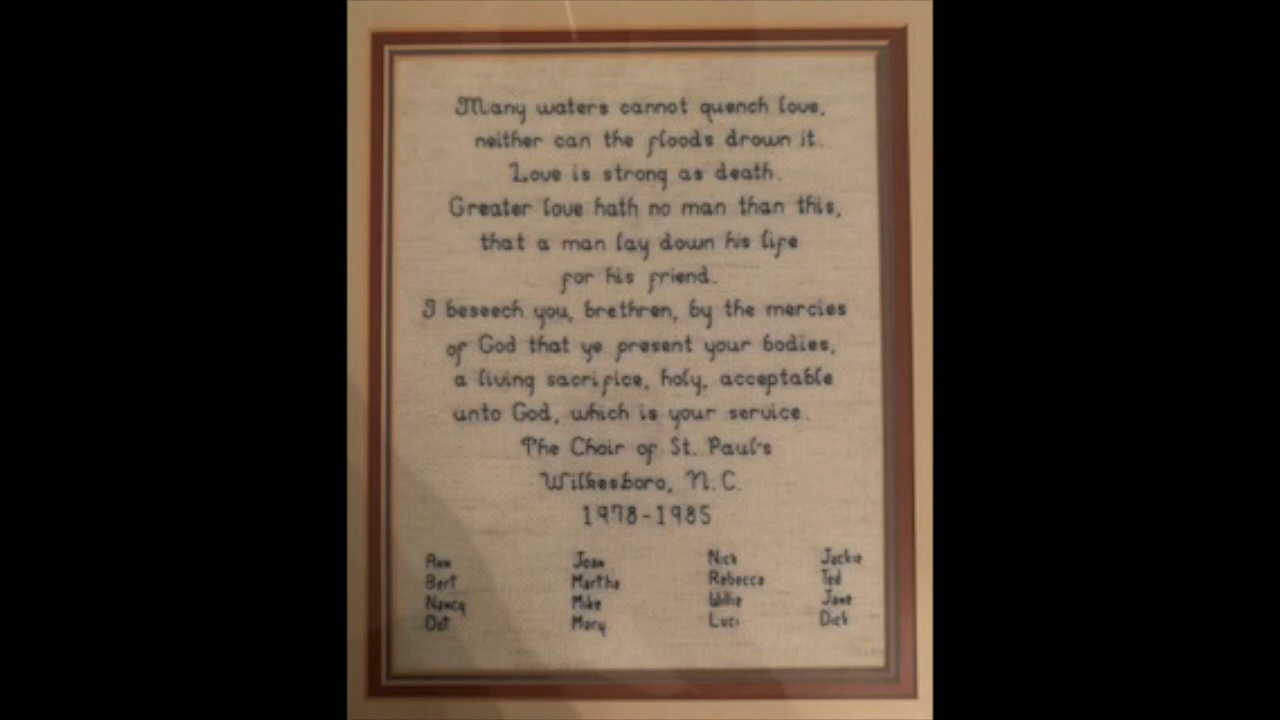 Many waters cannot quench love,
neither can the floods drown it.
Love is strong as death.
Greater love hath no man than this,
that a man lay down his life
for his friend.
I beseech you, brethren, by the mercies
of God that ye present your bodies,
a living sacrifice, holy, acceptable
unto God, which is your service.
The Choir of St. Paul's
Wilkesboro, N.C.
1978-1985
Ann Joan Nick Jackie
Bert Martha Rebecca Ted
Nancy Mike Willie Jane
Dot Mary Luci Dick